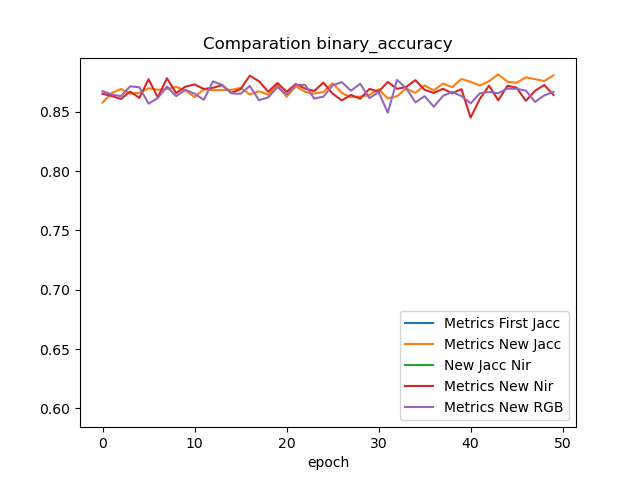 Comparation binary_accuracy
0.85
0.80
0.75
0.70
0.65
0.60
Metrics First Jacc
Metrics New Jacc
New Jacc Nir
Metrics New Nir
Metrics New RGB
0 10 20 30 40 50
epoch